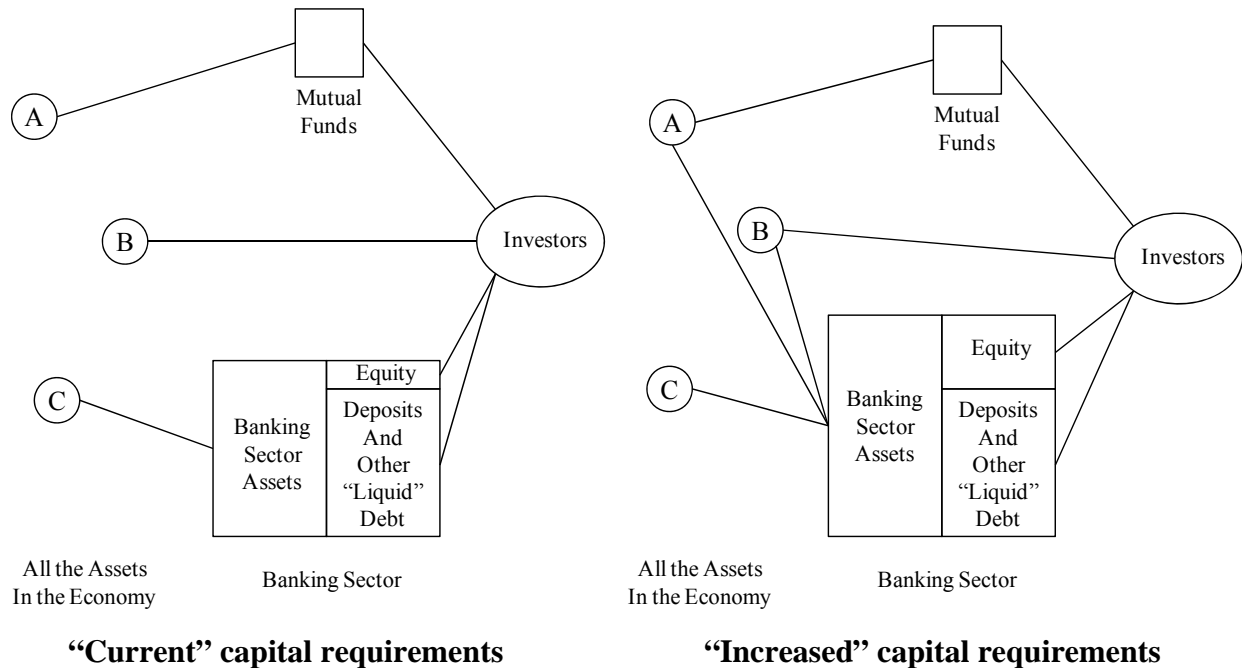 A
Mutual
Funds
B
Investors
C
Banking
Sector
Assets
Equity
Deposits
And
Other
“Liquid”
Debt
All the Assets
In the Economy
Banking Sector
“Current” capital requirements
A
Mutual
Funds
B
Investors
C
Banking
Sector
Assets
Equity
Deposits
And
Other
“Liquid”
Debt
All the Assets
In the Economy
Banking Sector
“Increased” capital requirements